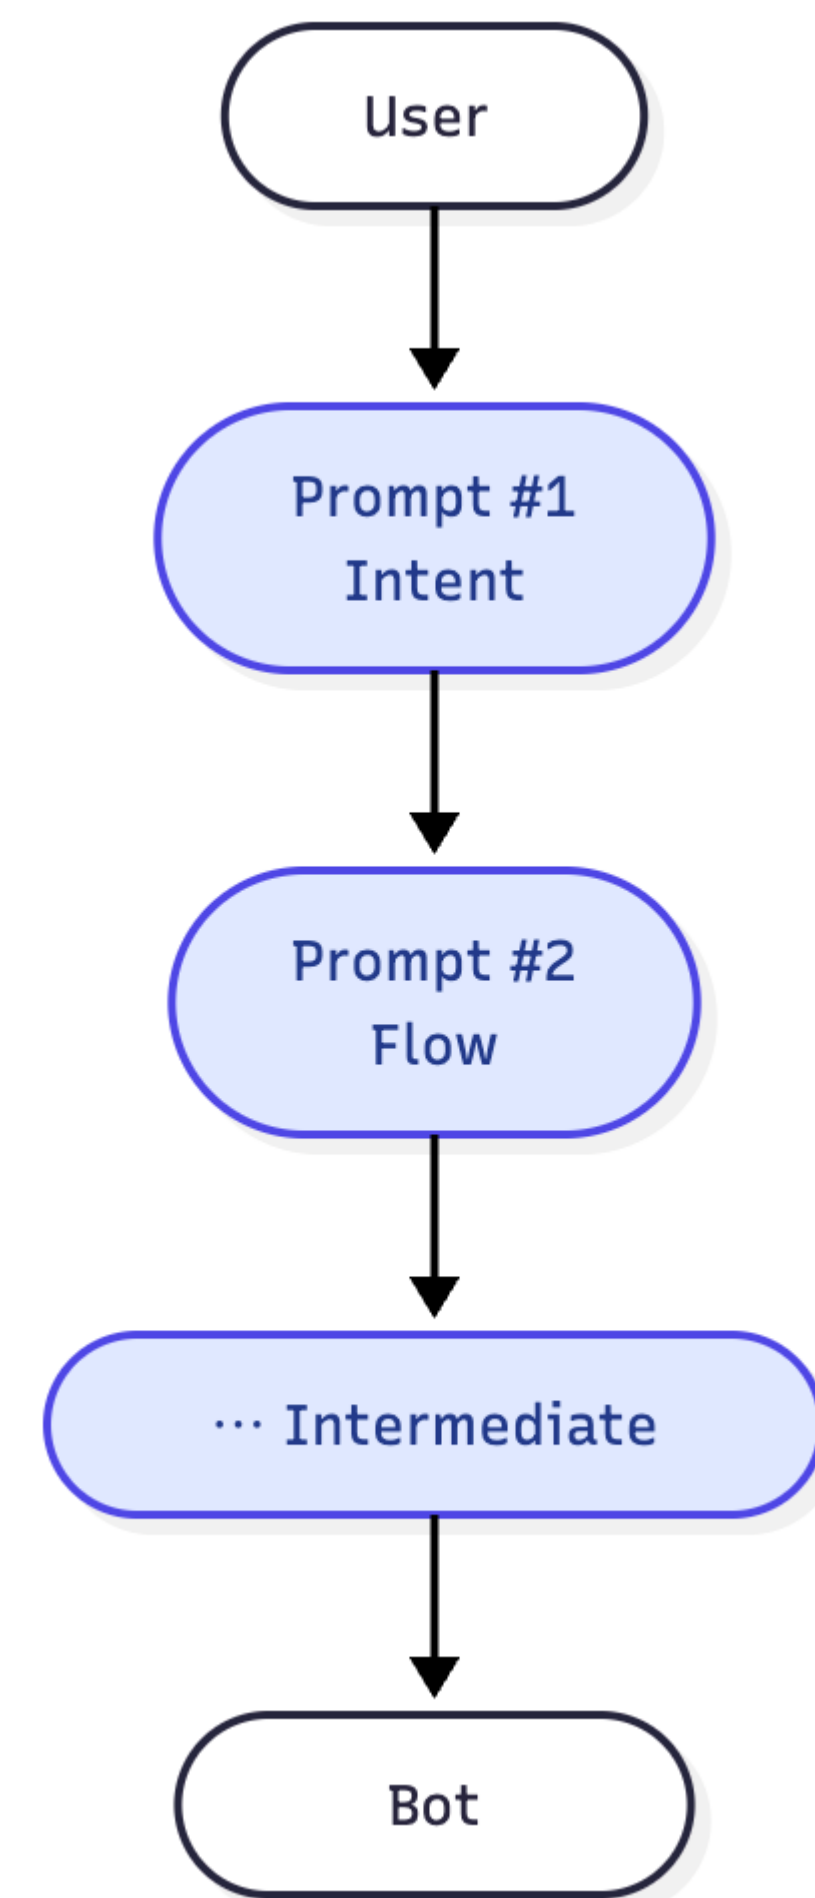 User
Prompt #1
Intent
Prompt #2
Flow
··· Intermediate
Bot